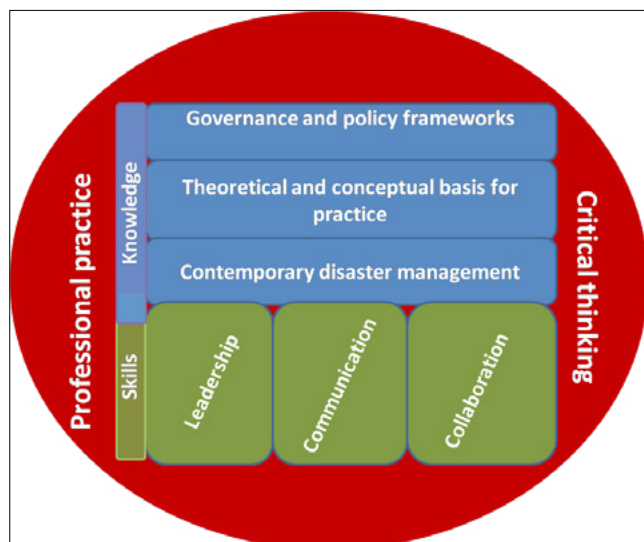 Professional practice
Knowledge
Governance and policy frameworks
Theoretical and conceptual basis for
practice
Contemporary disaster management
Skills
Leadership
Communication
Collaboration
Critical thinking